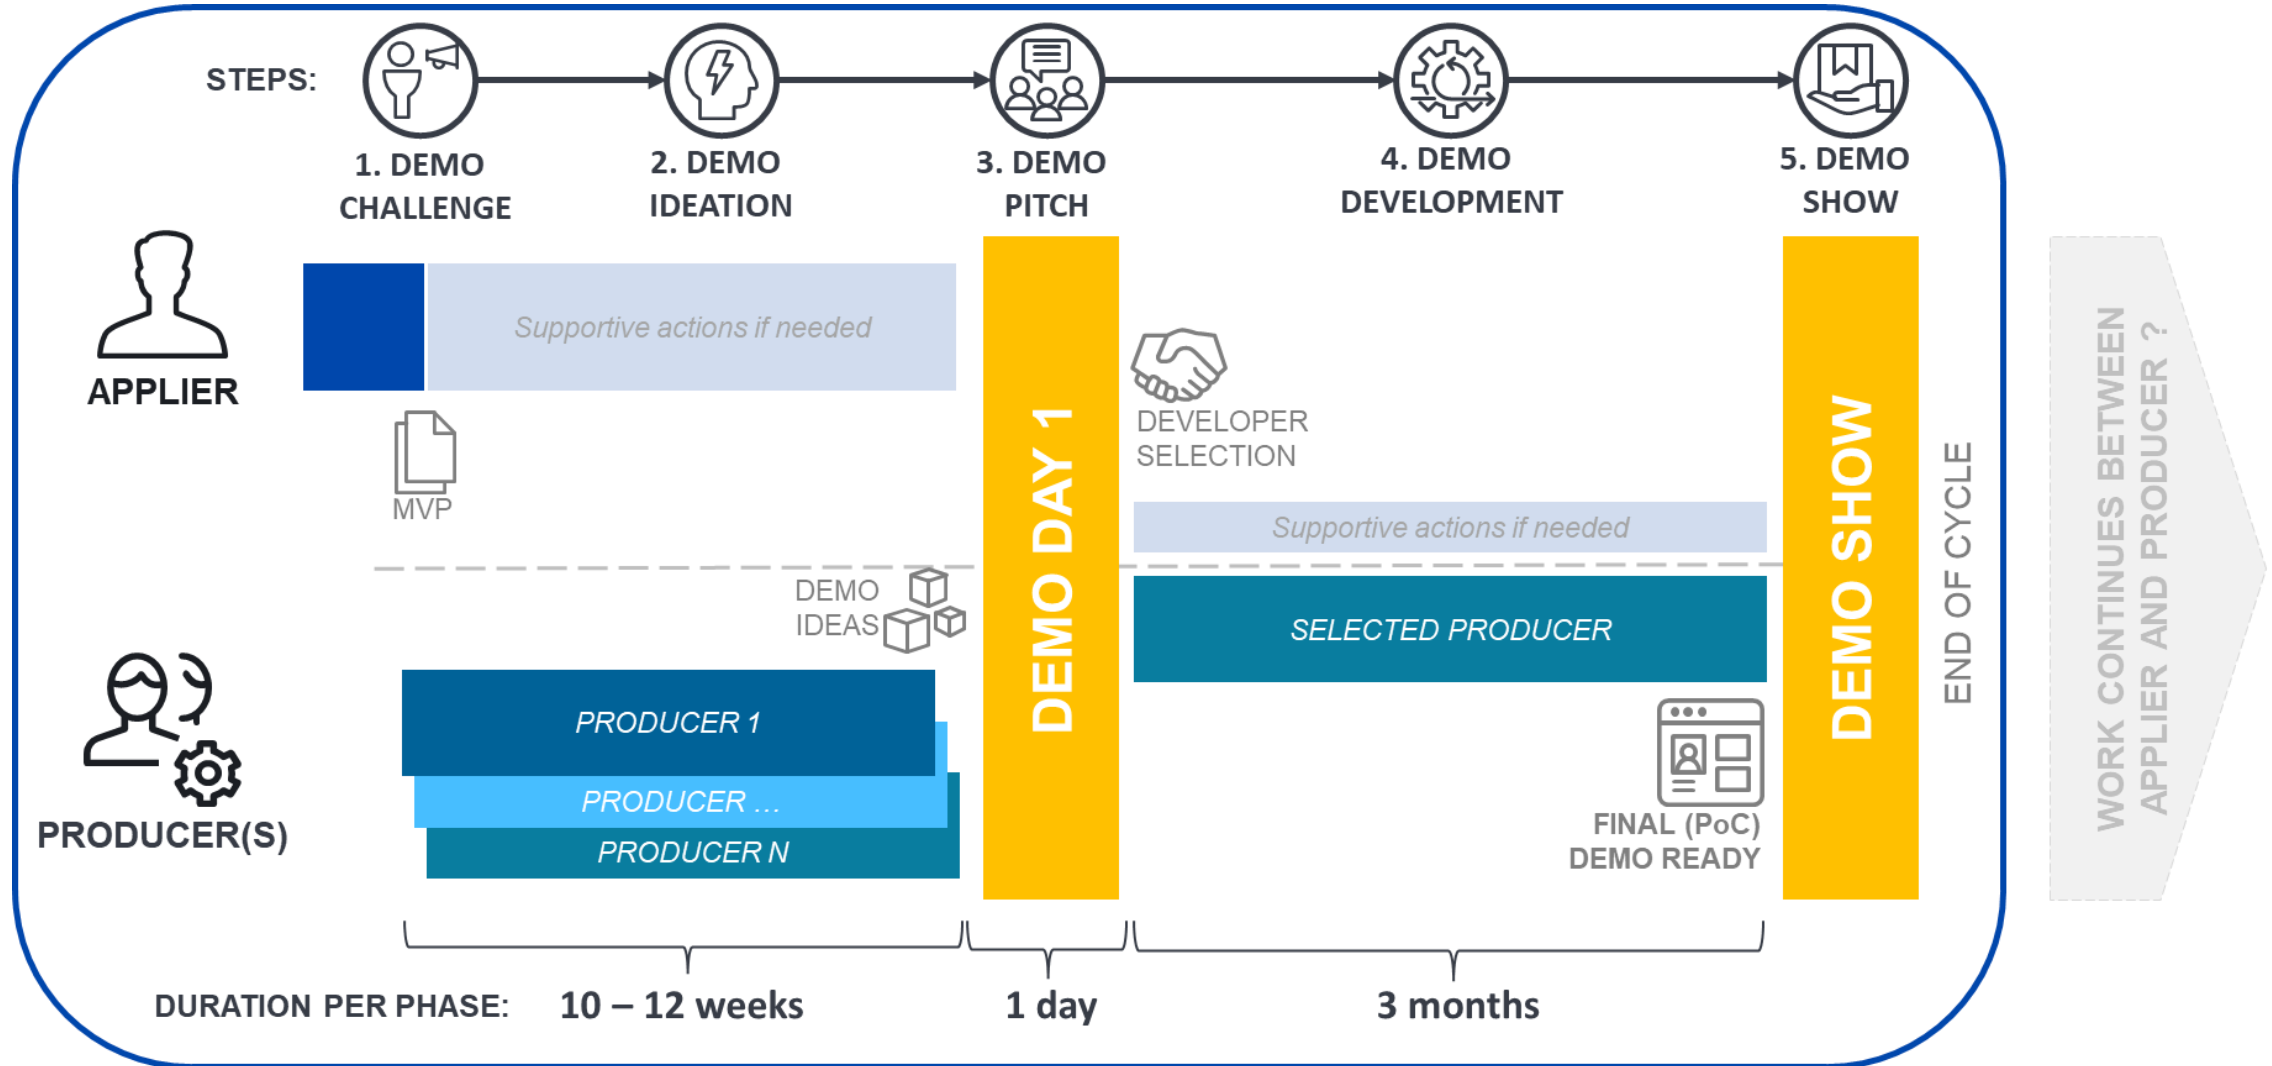 STEPS:
1. DEMO
CHALLENGE
2. DEMO
IDEATION
3. DEMO
PITCH
4. DEMO
DEVELOPMENT
5. DEMO
SHOW
APPLIER
Supportive actions if needed
MVP
DEMO DAY 1
DEVELOPER
SELECTION
Supportive actions if needed
DEMO
IDEAS
SELECTED PRODUCER
PRODUCER(S)
PRODUCER 1
PRODUCER ...
PRODUCER N
FINAL (PoC)
DEMO READY
DEMO SHOW
END OF CYCLE
WORK CONTINUES BETWEEN
APPLIER AND PRODUCER ?
DURATION PER PHASE:
10 – 12 weeks
1 day
3 months